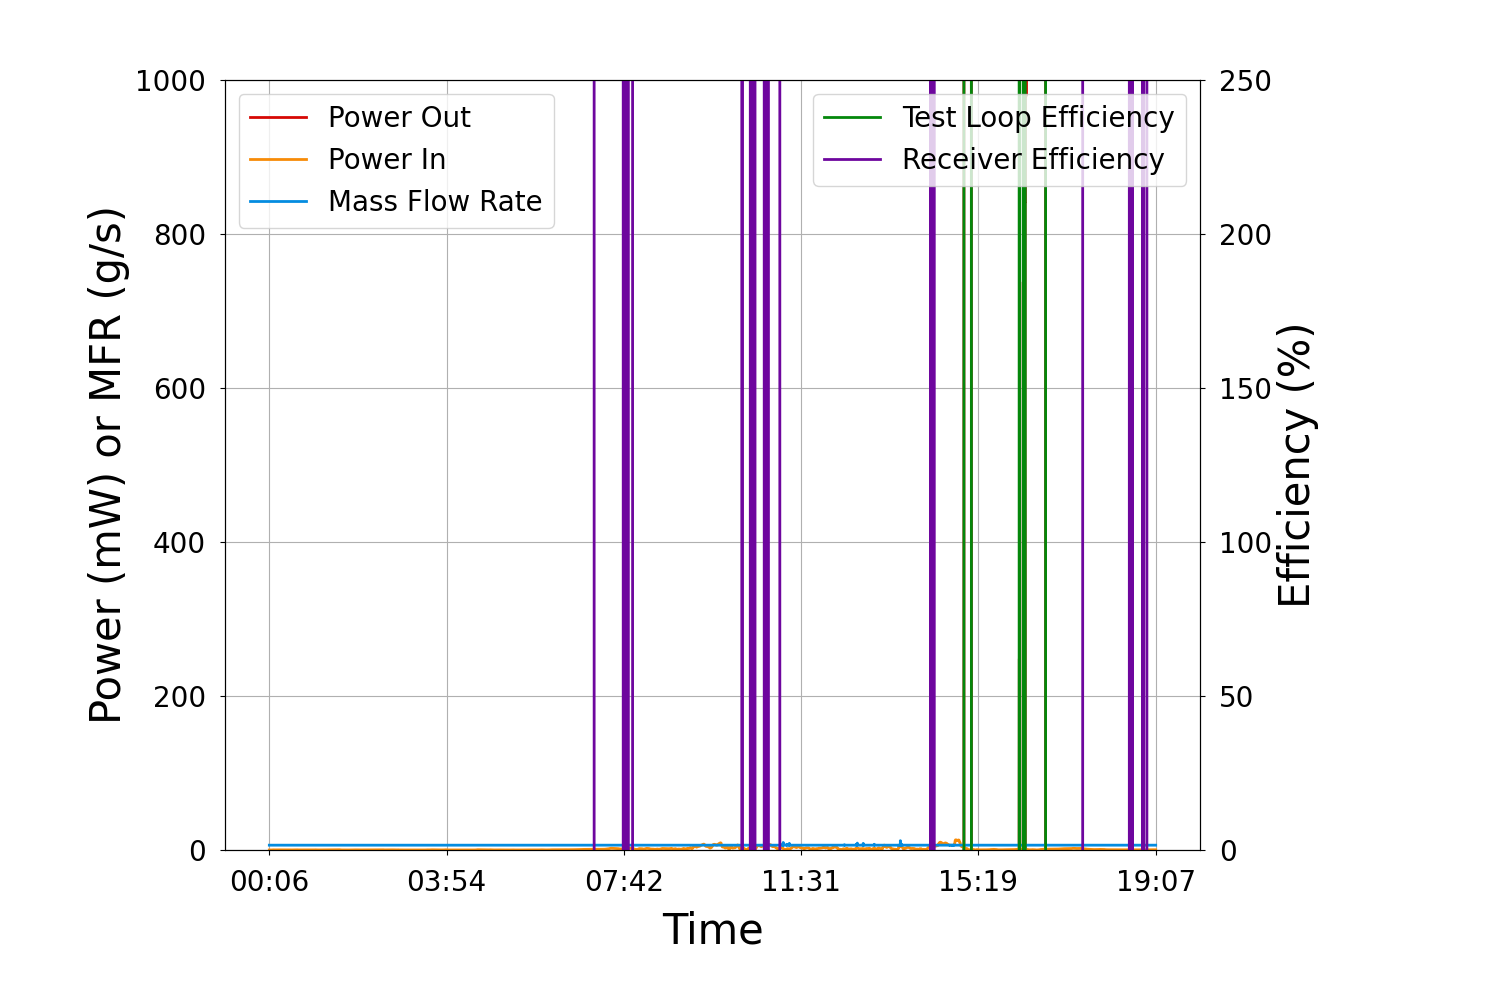 1000
800
600
400
200
0
Power (mW) or MFR (g/s)
Power Out
Power In
Mass Flow Rate
Test Loop Efficiency
Receiver Efficiency
250
200
150
100
50
0
Efficiency (%)
00:06 03:54 07:42 11:31 15:19 19:07
Time